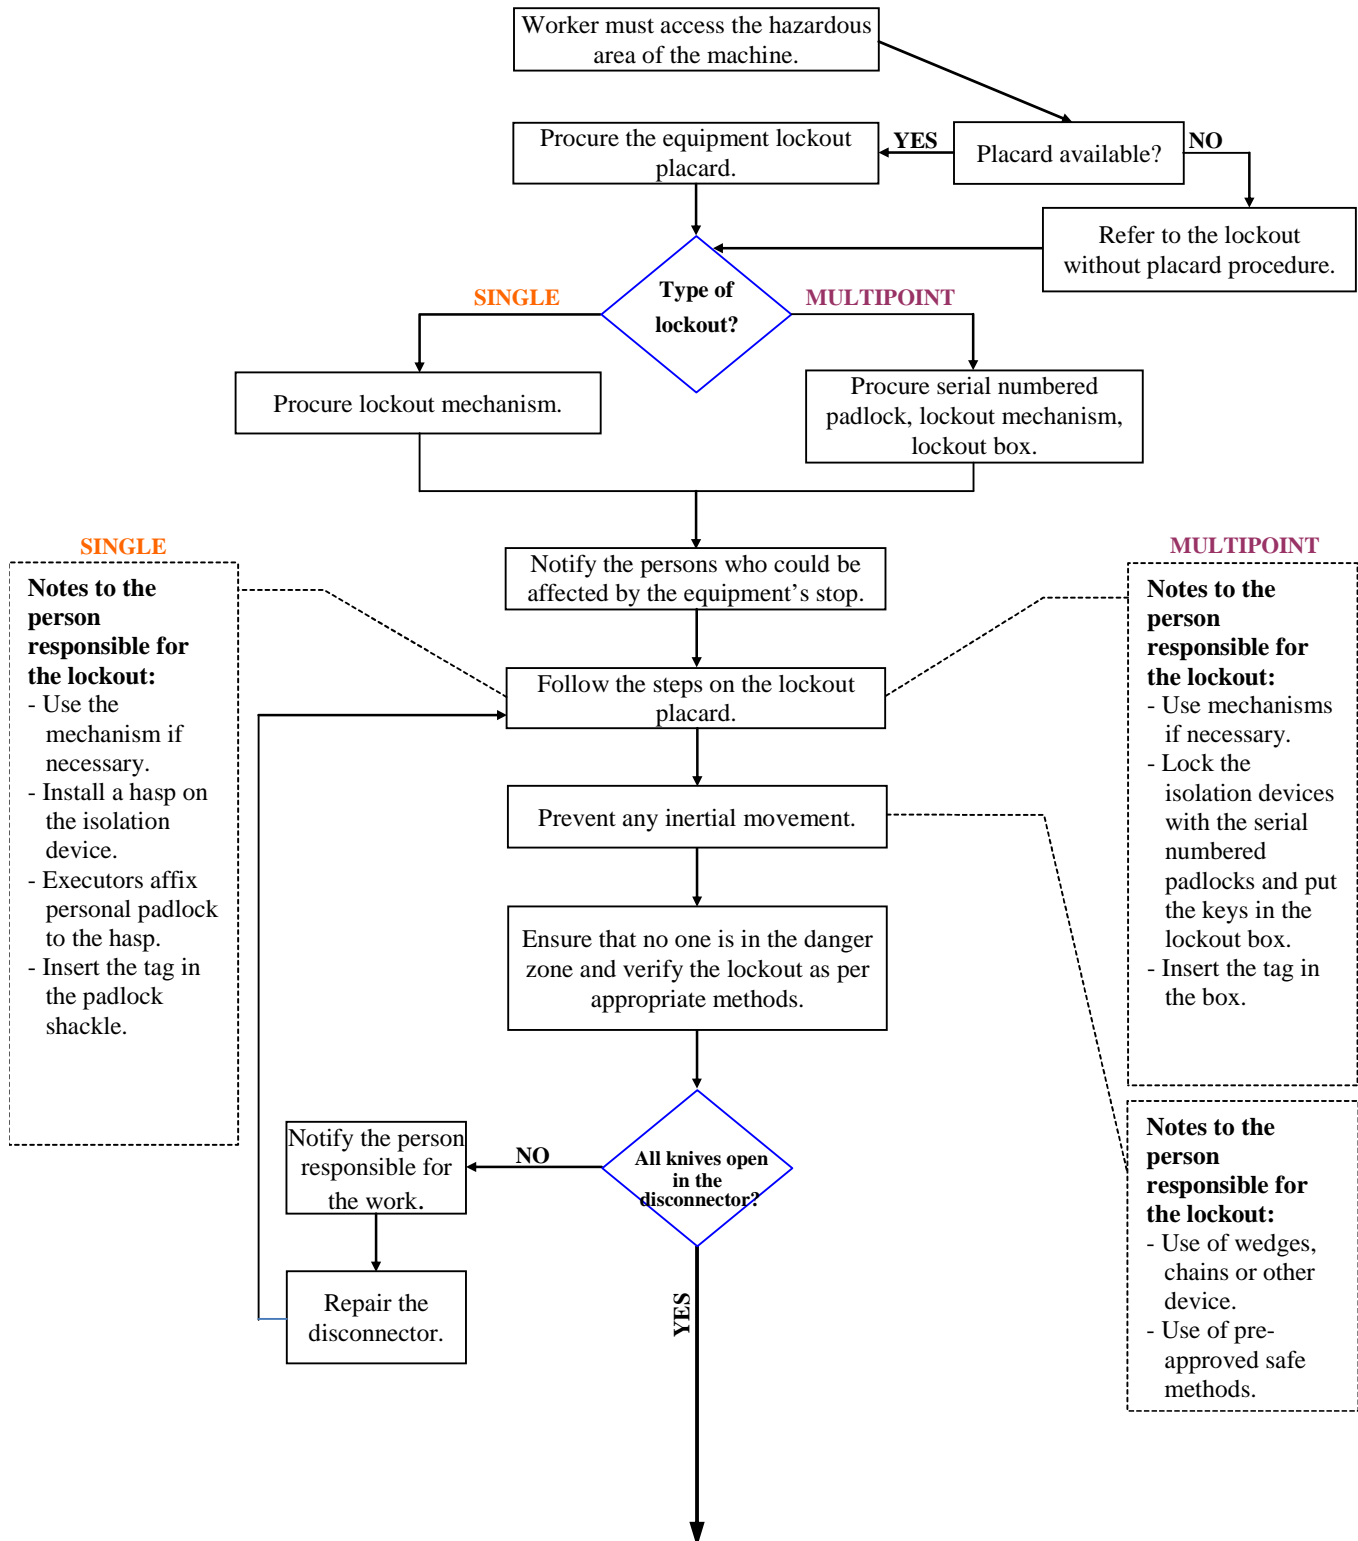 Worker must access the hazardous
area of the machine.
Procure the equipment lockout
placard.
YES
Placard available?
NO
Refer to the lockout
without placard procedure.
Type of
lockout?
SINGLE
MULTIPOINT
Procure lockout mechanism.
Procure serial numbered
padlock, lockout mechanism,
lockout box.
Notify the persons who could be
affected by the equipment’s stop.
SINGLE
Notes to the
person
responsible for
the lockout:
- Use the
mechanism if
necessary.
- Install a hasp on
the isolation
device.
- Executors affix
personal padlock
to the hasp.
- Insert the tag in
the padlock
shackle.
MULTIPOINT
Notes to the
person
responsible for
the lockout:
- Use mechanisms
if necessary.
- Lock the
isolation devices
with the serial
numbered
padlocks and put
the keys in the
lockout box.
- Insert the tag in
the box.
Follow the steps on the lockout
placard.
Prevent any inertial movement.
Ensure that no one is in the danger
zone and verify the lockout as per
appropriate methods.
Notes to the
person
responsible for
the lockout:
- Use of wedges,
chains or other
device.
- Use of pre-
approved safe
methods.
All knives open
in the
disconnector?
NO
Notify the person
responsible for
the work.
Repair the
disconnector.
YES